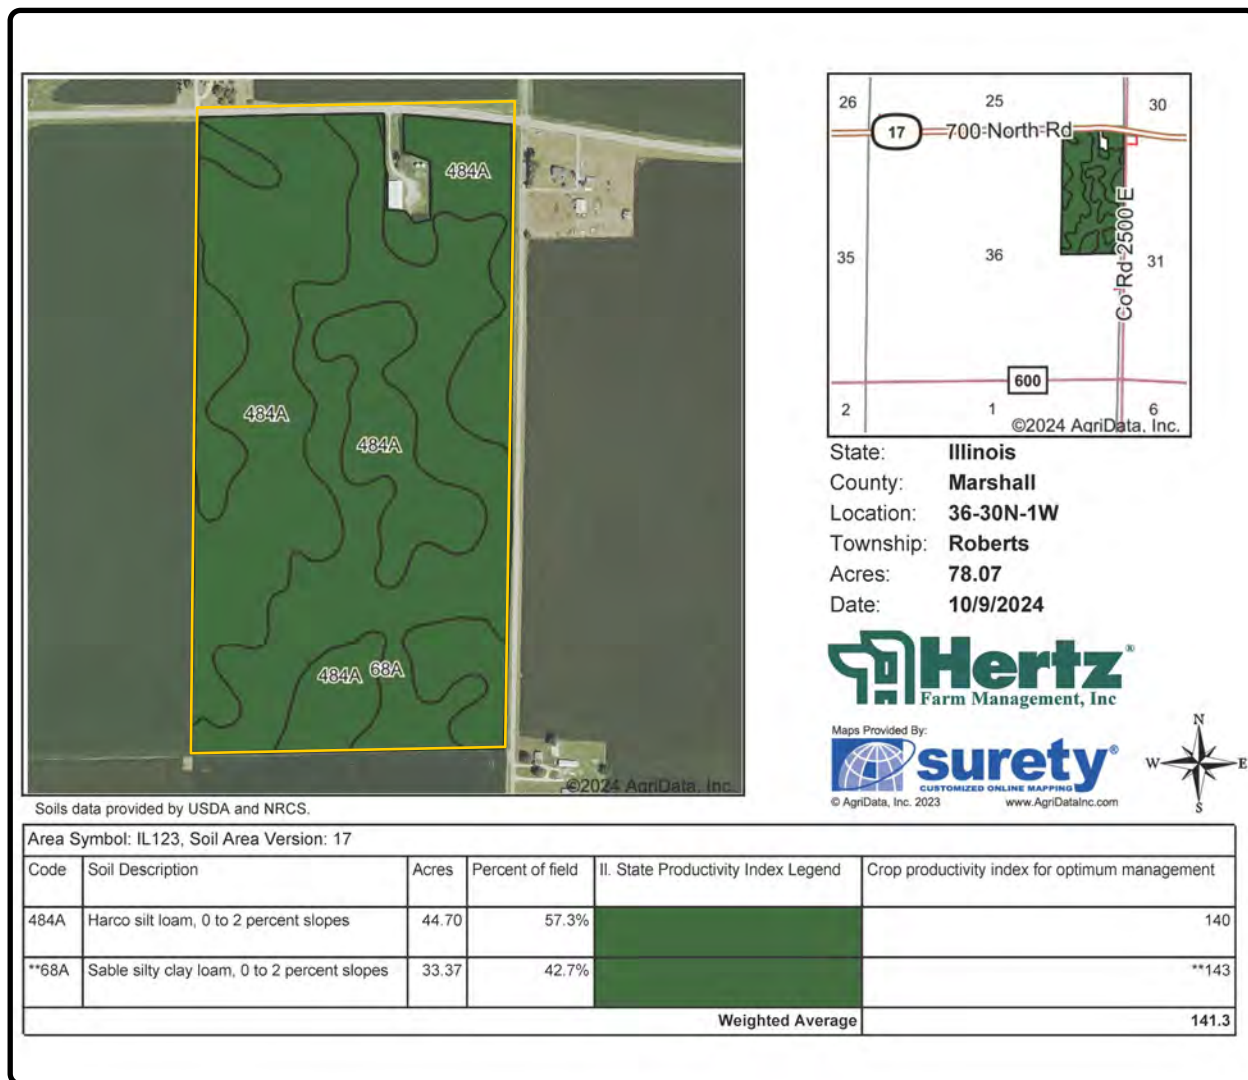 484A
484A
484A
484A 68A
©2024 AgriData, Inc.
Soils data provided by USDA and NRCS.
26
25
30
17
700 North Rd
35
36
31
Co Rd 2500 E
600
2
1
6
©2024 AgriData, Inc.
State: Illinois
County: Marshall
Location: 36-30N-1W
Township: Roberts
Acres: 78.07
Date: 10/9/2024
Hertz®
Farm Management, Inc
Maps Provided By:
surety®
CUSTOMIZED ONLINE MAPPING
© AgriData, Inc. 2023 www.AgriDataInc.com
N
W E
S
Area Symbol: IL123, Soil Area Version: 17
Code Soil Description Acres Percent of field II. State Productivity Index Legend Crop productivity index for optimum management
484A Harco silt loam, 0 to 2 percent slopes 44.70 57.3% 140
**68A Sable silty clay loam, 0 to 2 percent slopes 33.37 42.7% **143
Weighted Average 141.3